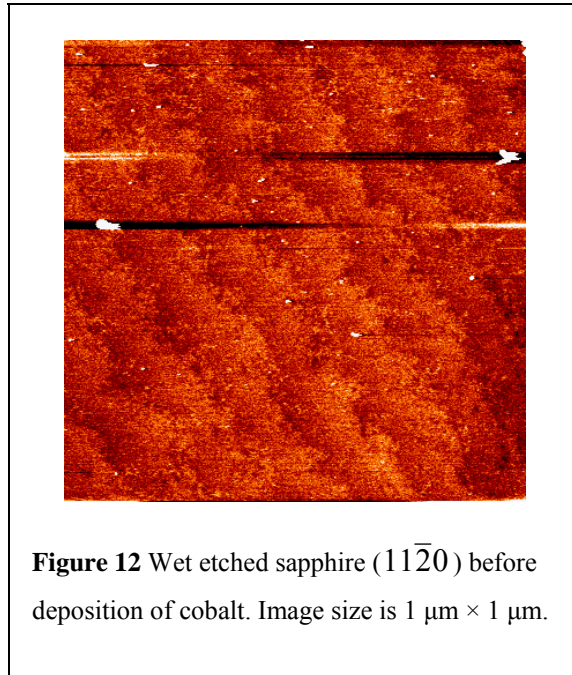 Figure 12 Wet etched sapphire (112̅0) before
deposition of cobalt. Image size is 1 μm × 1 μm.